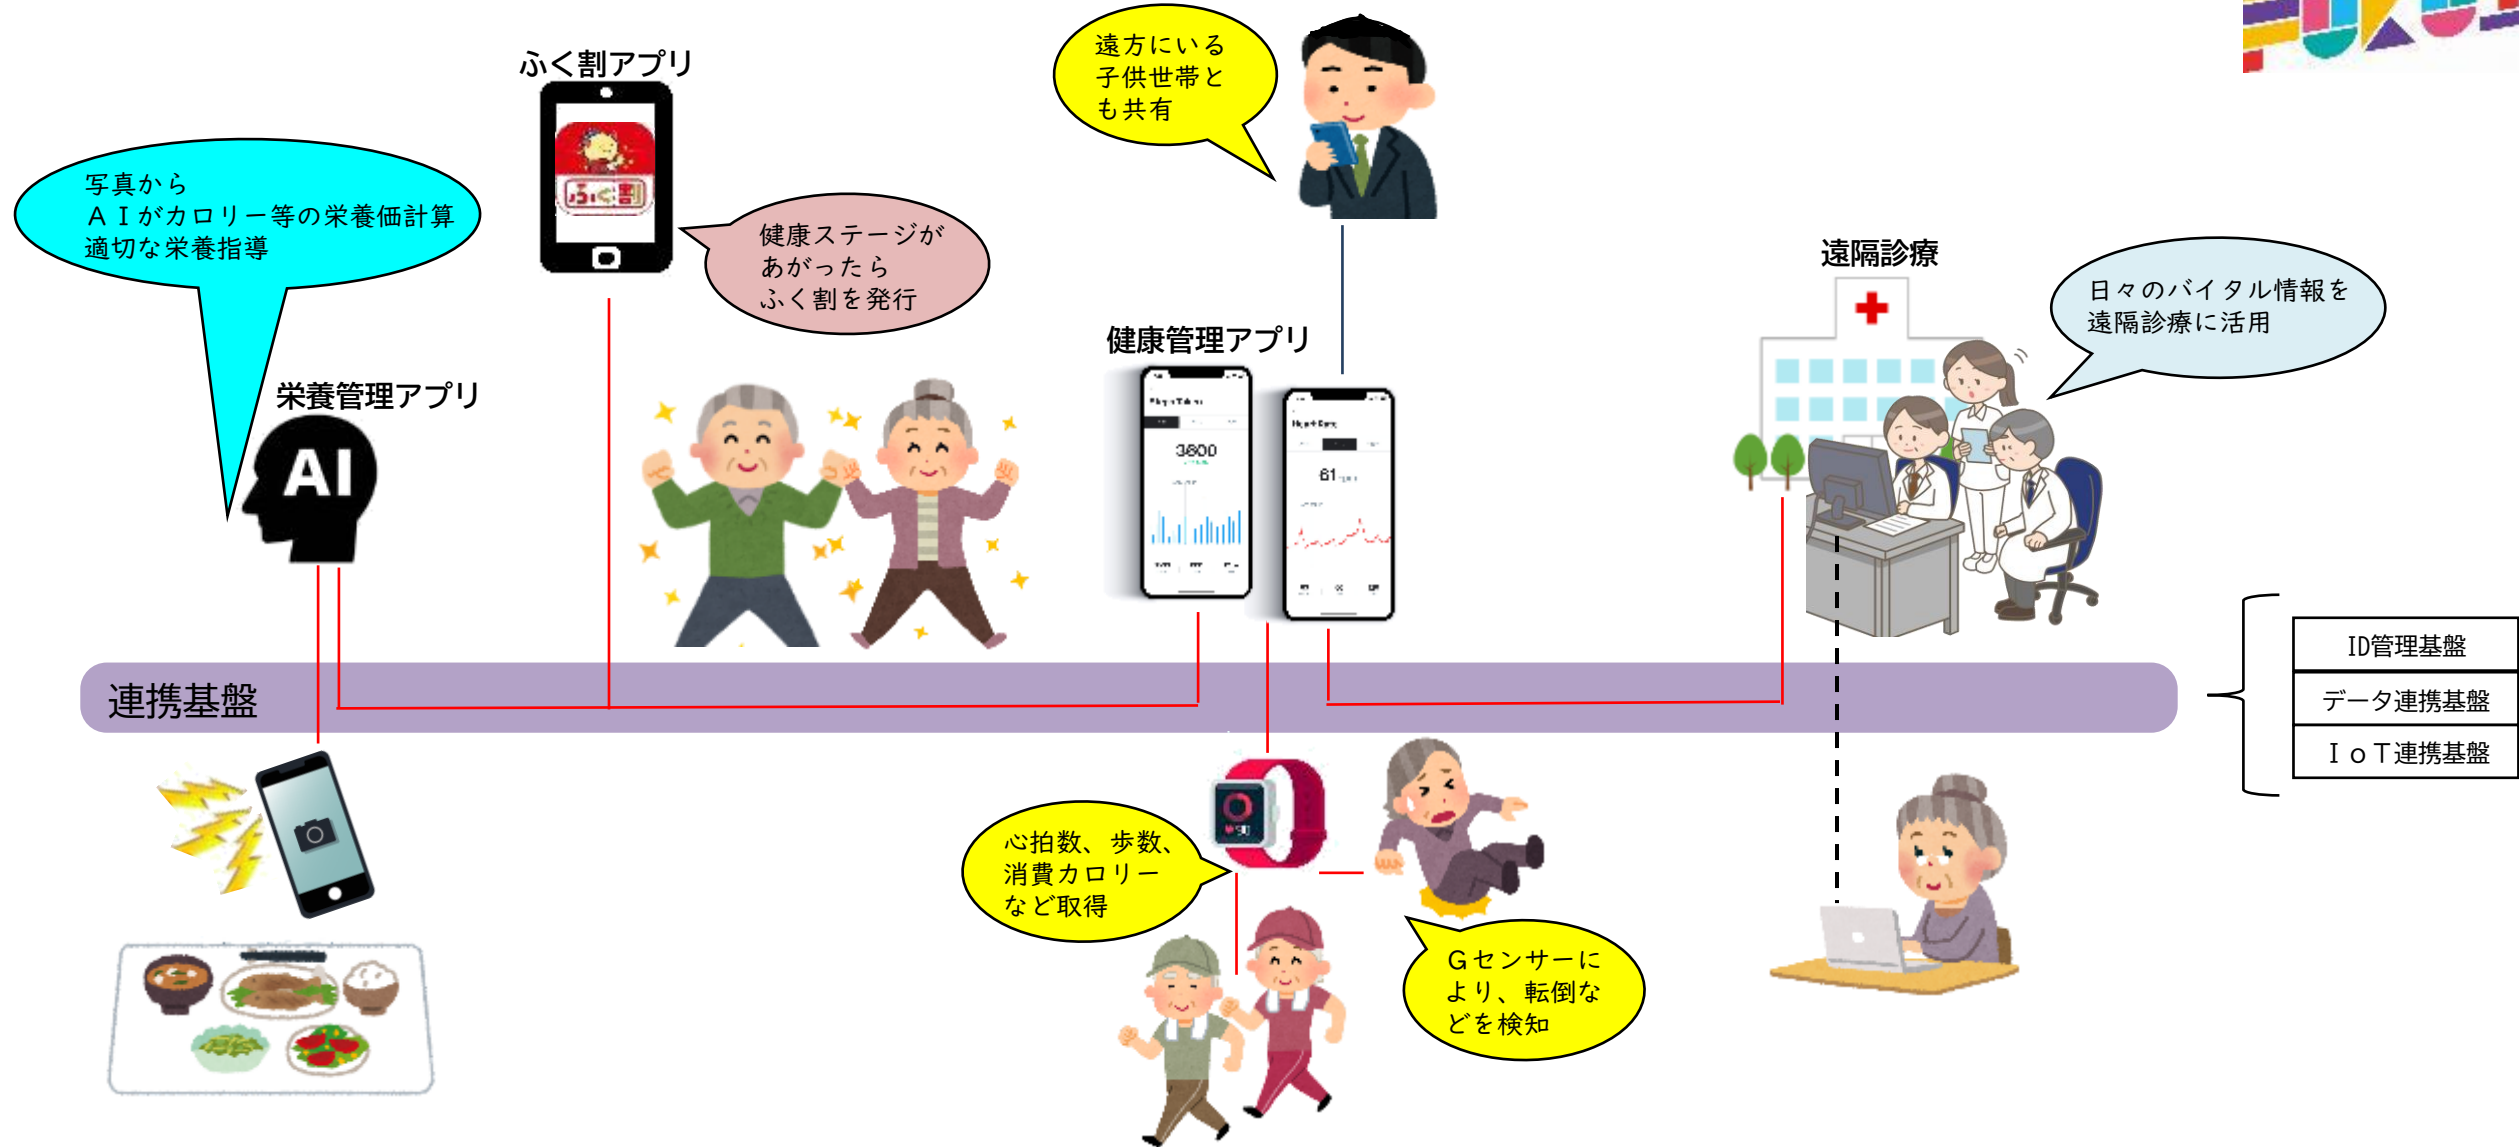 ふく割アプリ
ふく割
遠方にいる
子供世帯と
も共有
写真から
ＡＩがカロリー等の栄養価計算
適切な栄養指導
健康ステージが
あがったら
ふく割を発行
遠隔診療
日々のバイタル情報を
遠隔診療に活用
健康管理アプリ
3800
61
栄養管理アプリ
AI
連携基盤
ID管理基盤
データ連携基盤
ＩｏＴ連携基盤
心拍数、歩数、
消費カロリー
など取得
Ｇセンサーに
より、転倒な
どを検知